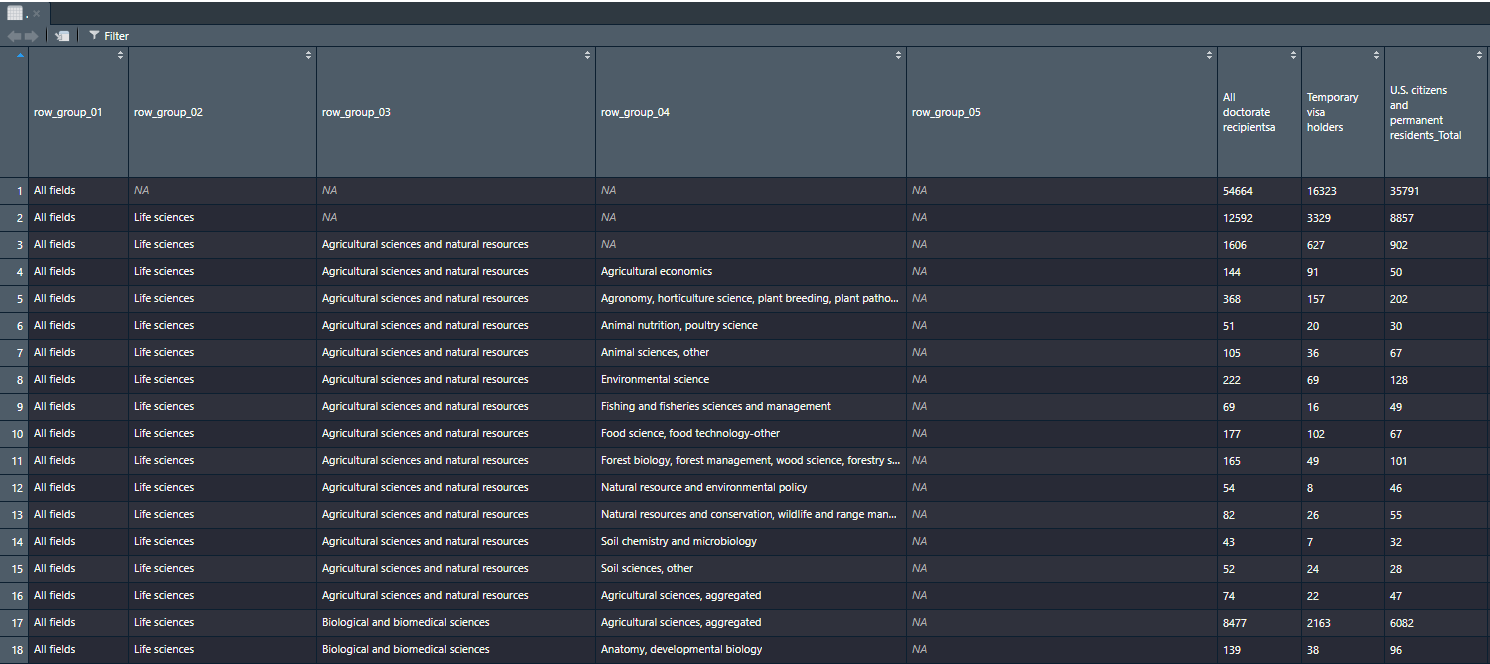 Filter
row_group_01 row_group_02 row_group_03 row_group_04 row_group_05 All doctorate recipientsa Temporary visa holders U.S. citizens and permanent residents_Total
1 All fields NA NA NA NA 54664 16323 35791
2 All fields Life sciences NA NA NA 12592 3329 8857
3 All fields Life sciences Agricultural sciences and natural resources NA NA 1606 627 902
4 All fields Life sciences Agricultural sciences and natural resources Agricultural economics NA 144 91 50
5 All fields Life sciences Agricultural sciences and natural resources Agronomy, horticulture science, plant breeding, plant patho... NA 368 157 202
6 All fields Life sciences Agricultural sciences and natural resources Animal nutrition, poultry science NA 51 20 30
7 All fields Life sciences Agricultural sciences and natural resources Animal sciences, other NA 105 36 67
8 All fields Life sciences Agricultural sciences and natural resources Environmental science NA 222 69 128
9 All fields Life sciences Agricultural sciences and natural resources Fishing and fisheries sciences and management NA 69 16 49
10 All fields Life sciences Agricultural sciences and natural resources Food science, food technology-other NA 177 102 67
11 All fields Life sciences Agricultural sciences and natural resources Forest biology, forest management, wood science, forestry s... NA 165 49 101
12 All fields Life sciences Agricultural sciences and natural resources Natural resource and environmental policy NA 54 8 46
13 All fields Life sciences Agricultural sciences and natural resources Natural resources and conservation, wildlife and range man... NA 82 26 55
14 All fields Life sciences Agricultural sciences and natural resources Soil chemistry and microbiology NA 43 7 32
15 All fields Life sciences Agricultural sciences and natural resources Soil sciences, other NA 52 24 28
16 All fields Life sciences Agricultural sciences and natural resources Agricultural sciences, aggregated NA 74 22 47
17 All fields Life sciences Biological and biomedical sciences Agricultural sciences, aggregated NA 8477 2163 6082
18 All fields Life sciences Biological and biomedical sciences Anatomy, developmental biology NA 139 38 96